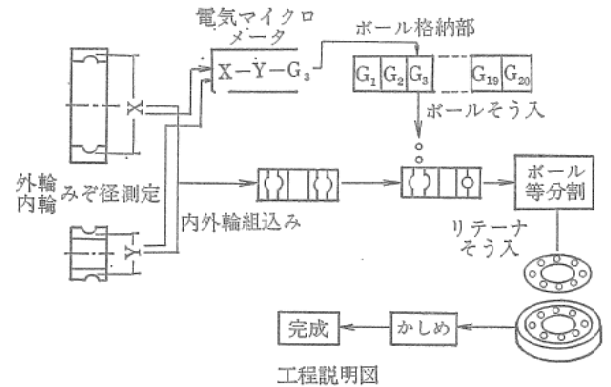 電気マイクロ
メータ
X－Y－G₃
ボール格納部
G₁ G₂ G₃ G₁₉ G₂₀
ボールそう入
X
外輪
内輪
みぞ径測定
Y
内外輪組込み
ボール
等分割
リテーナ
そう入
かしめ
完成
工程説明図